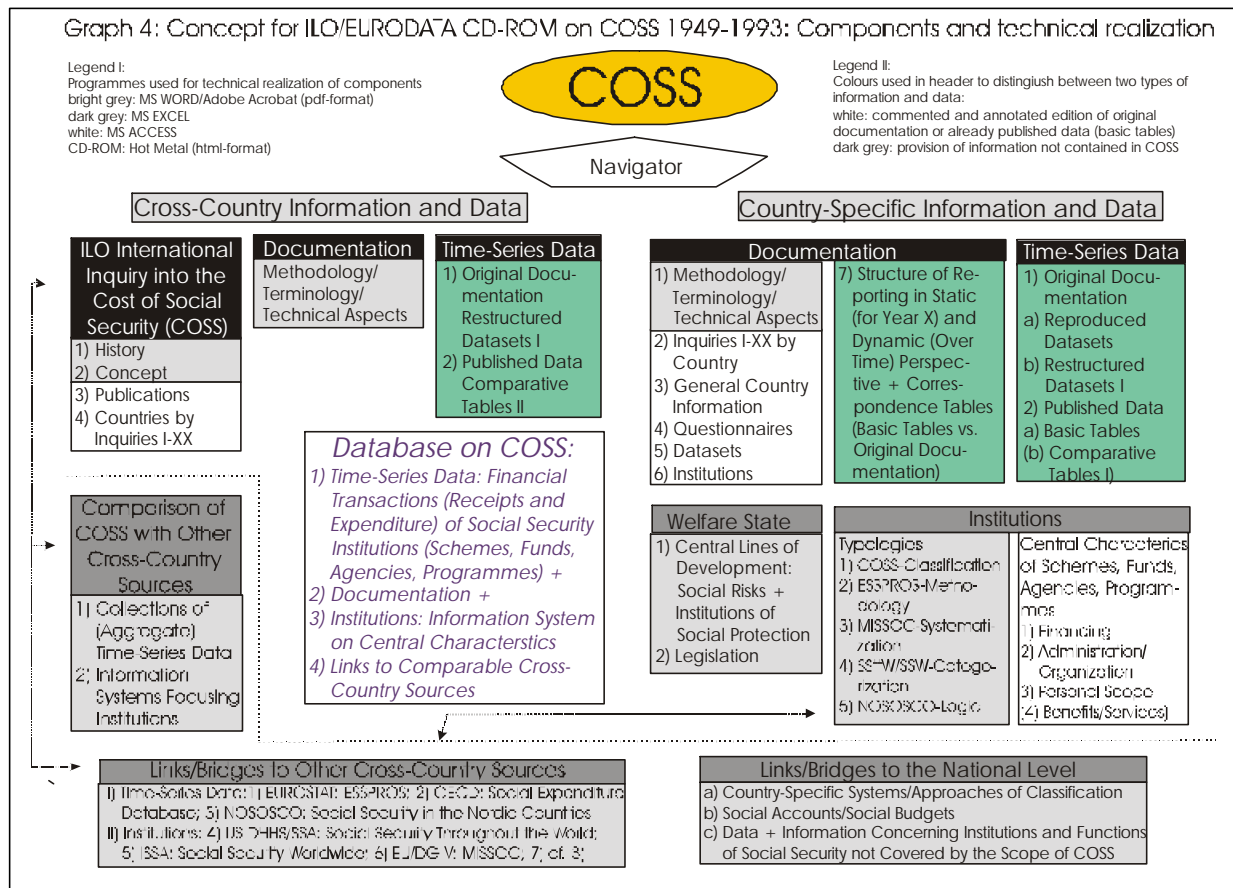 Graph 4: Concept for ILO/EURODATA CD-ROM on COSS 1949-1993: Components and technical realization
Legend I:
Programmes used for technical realization of components
bright grey: MS WORD/Adobe Acrobat (pdf-format)
dark grey: MS EXCEL
white: MS ACCESS
CD-ROM: Hot Metal (html-format)
COSS
Navigator
Legend II:
Colours used in header to distingiush between two types of
information and data:
white: commented and annotated edition of original
documentation or already published data (basic tables)
dark grey: provision of information not contained in COSS
Cross-Country Information and Data
ILO International
Inquiry into the
Cost of Social
Security (COSS)
1) History
2) Concept
3) Publications
4) Countries by
Inquiries I-XX
Documentation
Methodology/
Terminology/
Technical Aspects
Time-Series Data
1) Original Docu-
mentation
Restructured
Datasets I
2) Published Data
Comparative
Tables II
Country-Specific Information and Data
Documentation
1) Methodology/
Terminology/
Technical Aspects
2) Inquiries I-XX by
Country
3) General Country
Information
4) Questionnaires
5) Datasets
6) Institutions
7) Structure of Re-
porting in Static
(for Year X) and
Dynamic (Over
Time) Perspec-
tive + Corres-
pondence Tables
(Basic Tables vs.
Original Docu-
mentation)
Time-Series Data
1) Original Docu-
mentation
a) Reproduced
Datasets
b) Restructured
Datasets I
2) Published Data
a) Basic Tables
(b) Comparative
Tables I)
Database on COSS:
1) Time-Series Data: Financial
Transactions (Receipts and
Expenditure) of Social Security
Institutions (Schemes, Funds,
Agencies, Programmes) +
2) Documentation +
3) Institutions: Information System
on Central Characterstics
4) Links to Comparable Cross-
Country Sources
Comparison of
COSS with Other
Cross-Country
Sources
1) Collections of
(Aggregate)
Time-Series Data
2) Information
Systems Focusing
Institutions
Welfare State
1) Central Lines of
Development:
Social Risks +
Institutions of
Social Protection
2) Legislation
Institutions
Typologies
1) COSS-Classification
2) ESSPROS-Metho-
dology
3) MISSOC-Systemati-
zation
4) SSTW/SSW-Catego-
rization
5) NOSOSCO-Logic
Central Characterics
of Schemes, Funds,
Agencies, Program-
mes
1) Financing
2) Administration/
Organization
3) Personal Scope
(4) Benefits/Services)
Links/Bridges to Other Cross-Country Sources
I) Time-Series Data: 1) EUROSTAT: ESSPROS; 2) OECD: Social Expenditure
Database; 3) NOSOSCO: Social Security in the Nordic Countries
II) Institutions: 4) US DHHS/SSA: Social Security Throughout the World;
5) ISSA: Social Security Worldwide; 6) EU/DG V: MISSOC; 7) cf. 3)
Links/Bridges to the National Level
a) Country-Specific Systems/Approaches of Classification
b) Social Accounts/Social Budgets
c) Data + Information Concerning Institutions and Functions
of Social Security not Covered by the Scope of COSS